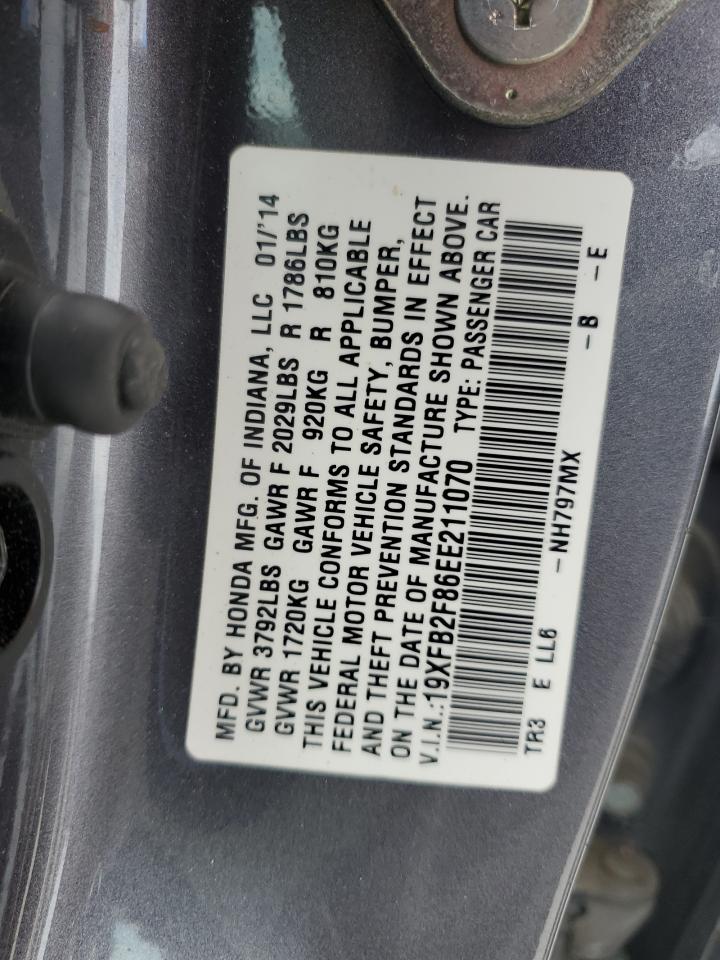 MFD. BY HONDA MFG. OF INDIANA, LLC 01/'14
GVWR 3792LBS GAWR F 2029LBS R 1786LBS
GVWR 1720KG GAWR F 920KG R 810KG
THIS VEHICLE CONFORMS TO ALL APPLICABLE
FEDERAL MOTOR VEHICLE SAFETY, BUMPER,
AND THEFT PREVENTION STANDARDS IN EFFECT
ON THE DATE OF MANUFACTURE SHOWN ABOVE.
V.I.N.:19XFB2F86EE211070 TYPE: PASSENGER CAR
TR3 E LL6 -NH797MX -B -E